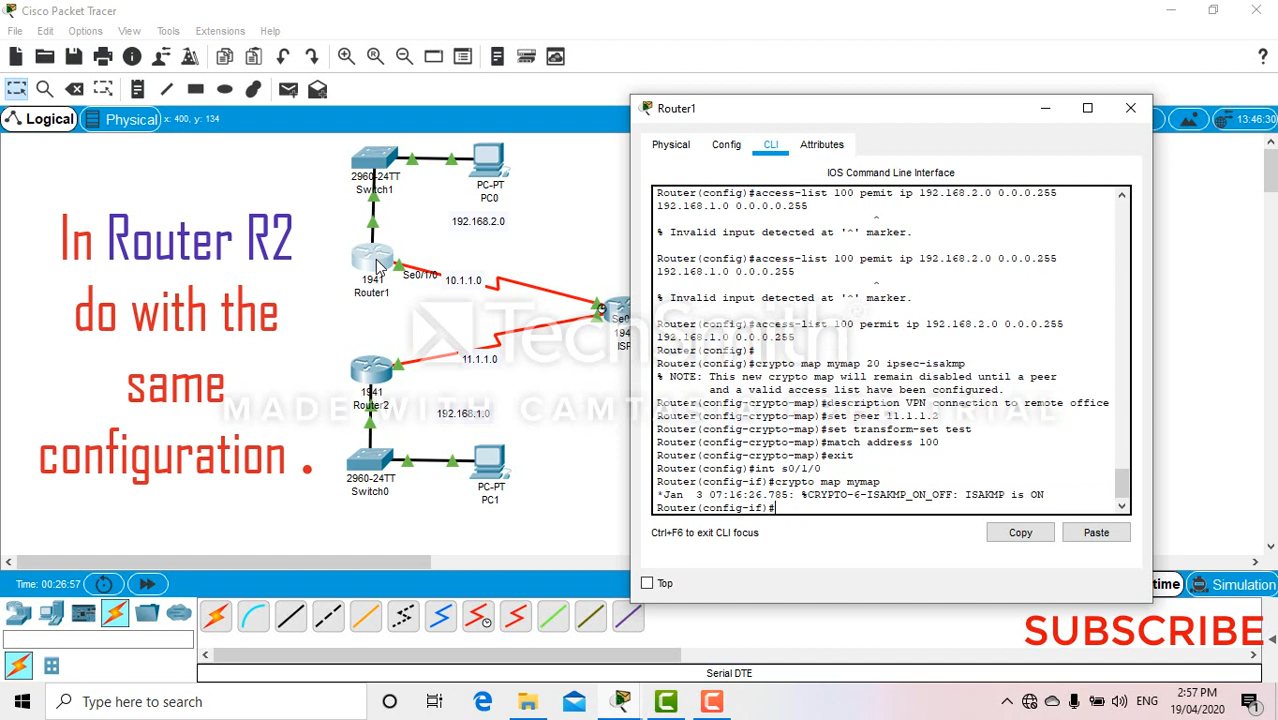 Cisco Packet Tracer
File Edit Options View Tools Extensions Help
?
Logical Physical x: 400, y: 134
13:46:30
Router1
Physical Config CLI Attributes
IOS Command Line Interface
Router(config)#access-list 100 pemit ip 192.168.2.0 0.0.0.255
192.168.1.0 0.0.0.255
^
% Invalid input detected at '^' marker.
Router(config)#access-list 100 pemit ip 192.168.2.0 0.0.0.255
192.168.1.0 0.0.0.255
^
% Invalid input detected at '^' marker.
Router(config)#access-list 100 permit ip 192.168.2.0 0.0.0.255
192.168.1.0 0.0.0.255
Router(config)#
Router(config)#crypto map mymap 20 ipsec-isakmp
% NOTE: This new crypto map will remain disabled until a peer
and a valid access list have been configured.
Router(config-crypto-map)#description VPN connection to remote office
Router(config-crypto-map)#set peer 11.1.1.2
Router(config-crypto-map)#set transform-set test
Router(config-crypto-map)#match address 100
Router(config-crypto-map)#exit
Router(config)#int s0/1/0
Router(config-if)#crypto map mymap
*Jan 3 07:16:26.785: %CRYPTO-6-ISAKMP_ON_OFF: ISAKMP is ON
Router(config-if)#
Ctrl+F6 to exit CLI focus
Copy Paste
Top
In Router R2
do with the
same
configuration .
2960-24TT
Switch1
PC-PT
PC0
192.168.2.0
1941
Router1
Se0/1/0
10.1.1.0
Se0
194
ISP
11.1.1.0
1941
Router2
192.168.1.0
2960-24TT
Switch0
PC-PT
PC1
TechSmith
MADE WITH CAMTASIA TRIAL
Time: 00:26:57
time Simulation
SUBSCRIBE
Serial DTE
Type here to search
ENG
2:57 PM
19/04/2020
1